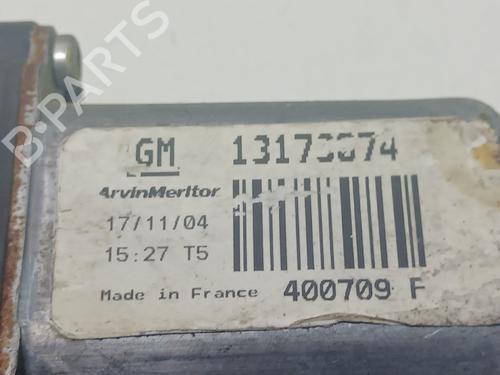 GM
ArvinMeritor
17/11/04
15:27 T5
Made in France
400709 F
B-PARTS